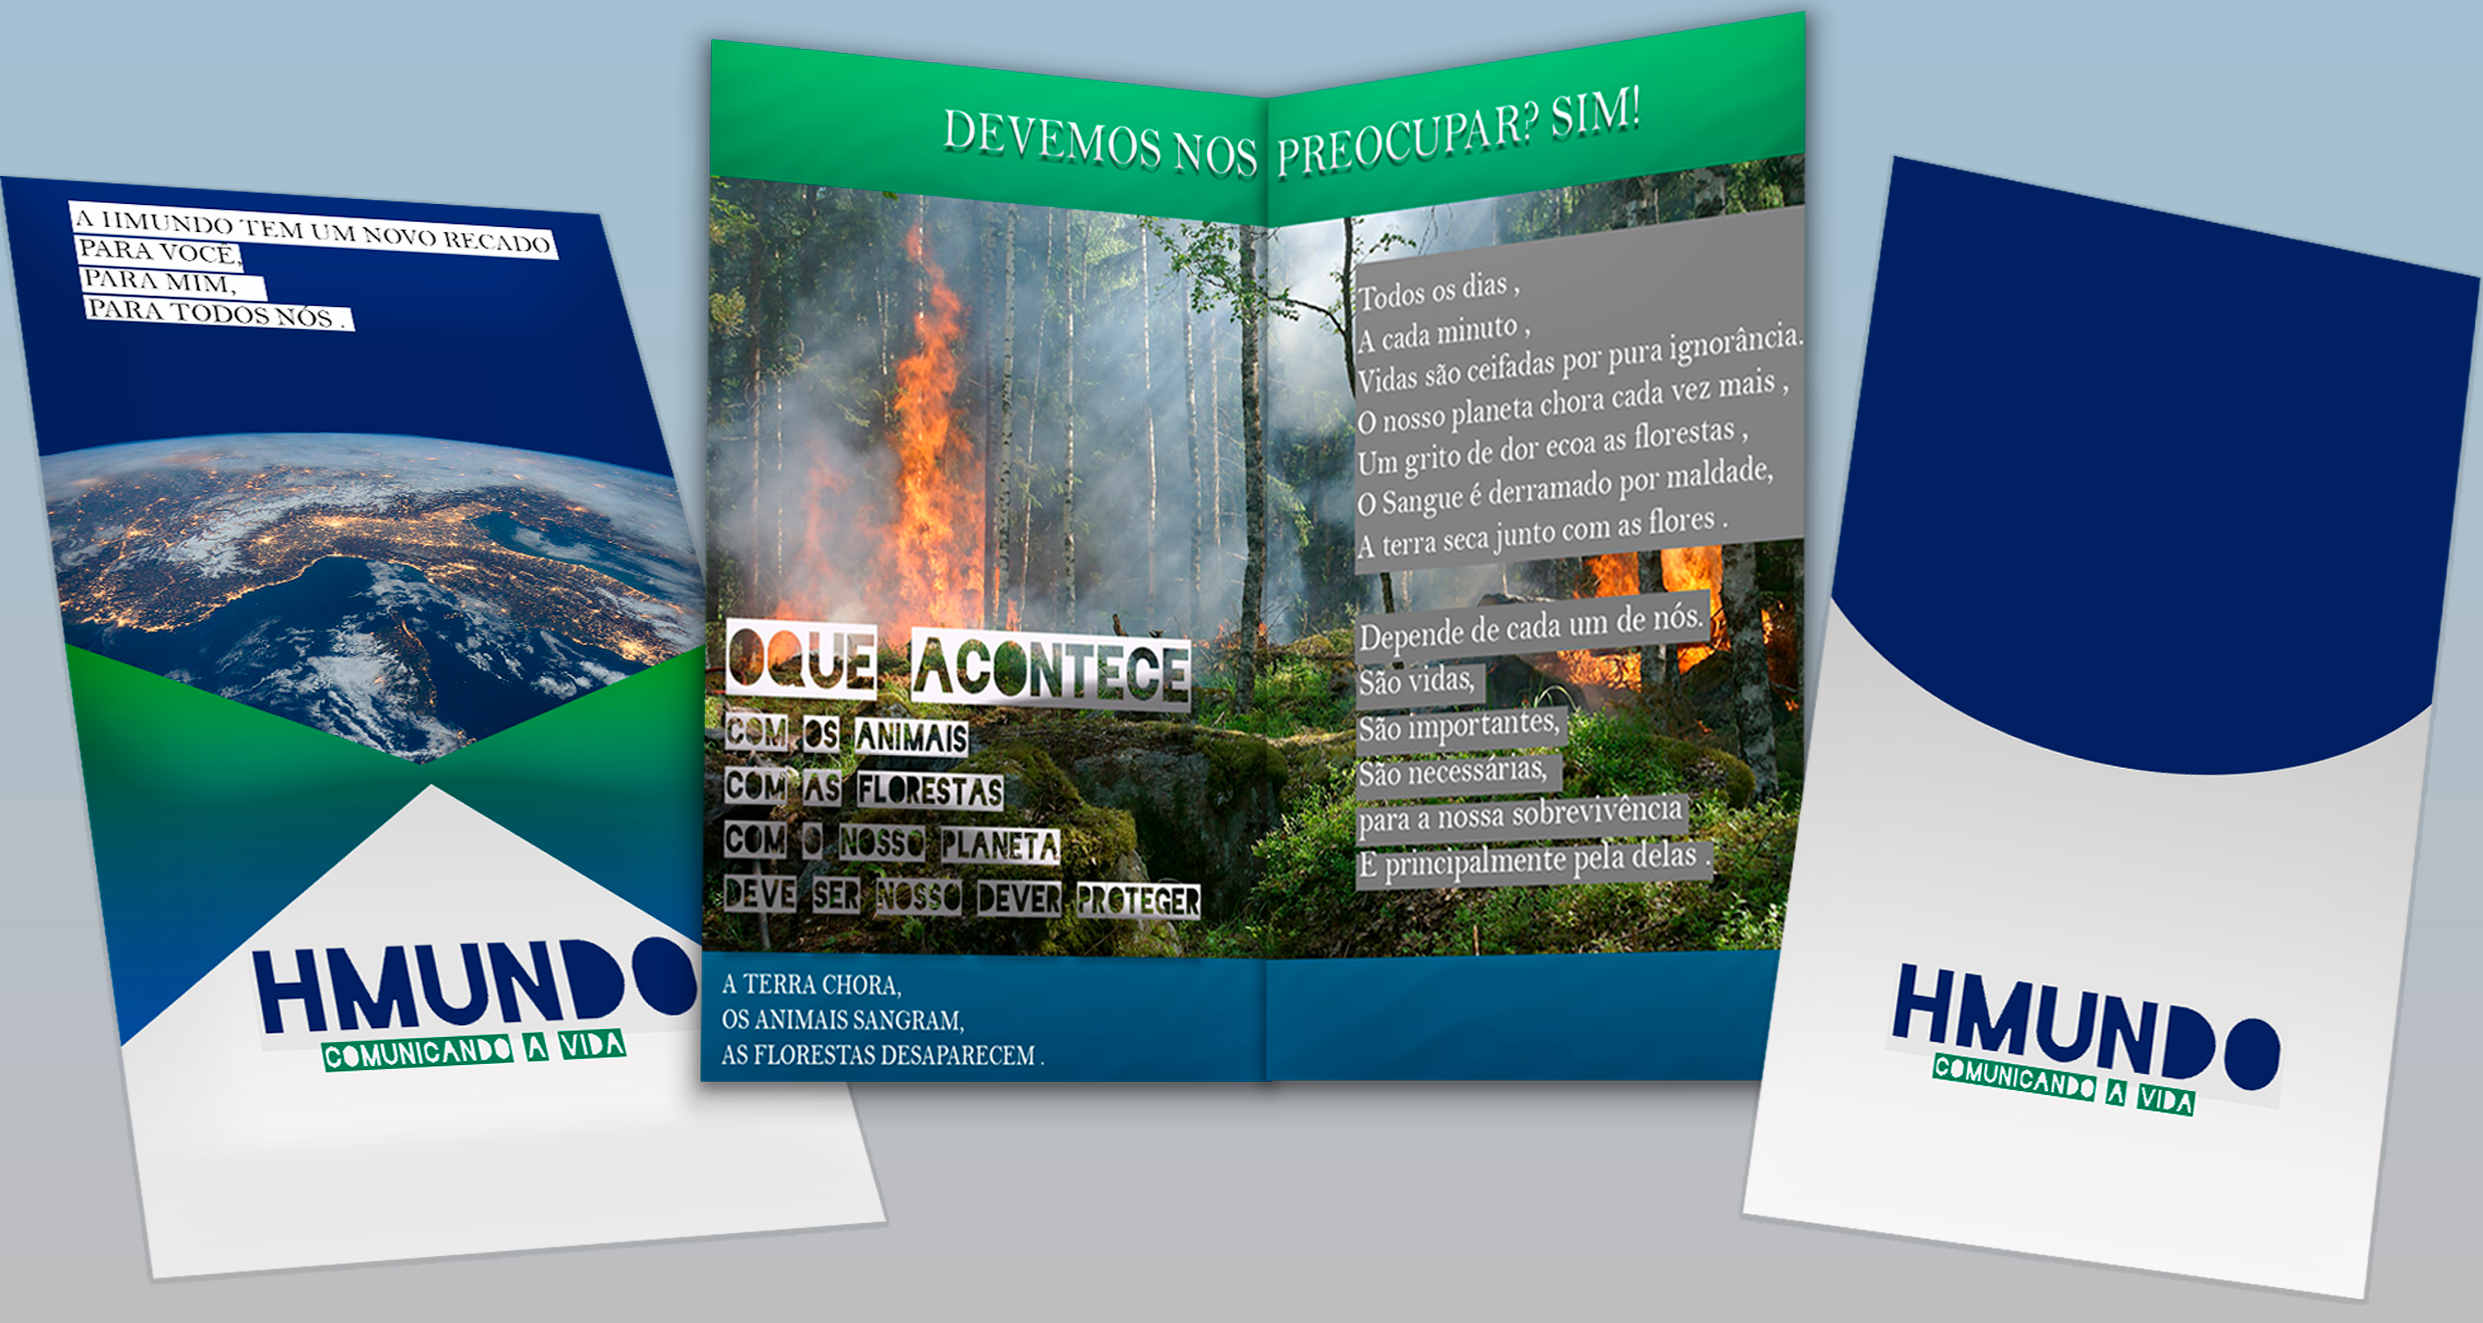 A HMUNDO TEM UM NOVO RECADO
PARA VOCÊ,
PARA MIM,
PARA TODOS NÓS .
HMUNDO
COMUNICANDO A VIDA
DEVEMOS NOS PREOCUPAR? SIM!
OQUE ACONTECE
COM OS ANIMAIS
COM AS FLORESTAS
COM O NOSSO PLANETA
DEVE SER NOSSO DEVER PROTEGER
A TERRA CHORA,
OS ANIMAIS SANGRAM,
AS FLORESTAS DESAPARECEM .
Todos os dias ,
A cada minuto ,
Vidas são ceifadas por pura ignorância.
O nosso planeta chora cada vez mais ,
Um grito de dor ecoa as florestas ,
O Sangue é derramado por maldade,
A terra seca junto com as flores .
Depende de cada um de nós.
São vidas,
São importantes,
São necessárias,
para a nossa sobrevivência
E principalmente pela delas .
HMUNDO
COMUNICANDO A VIDA